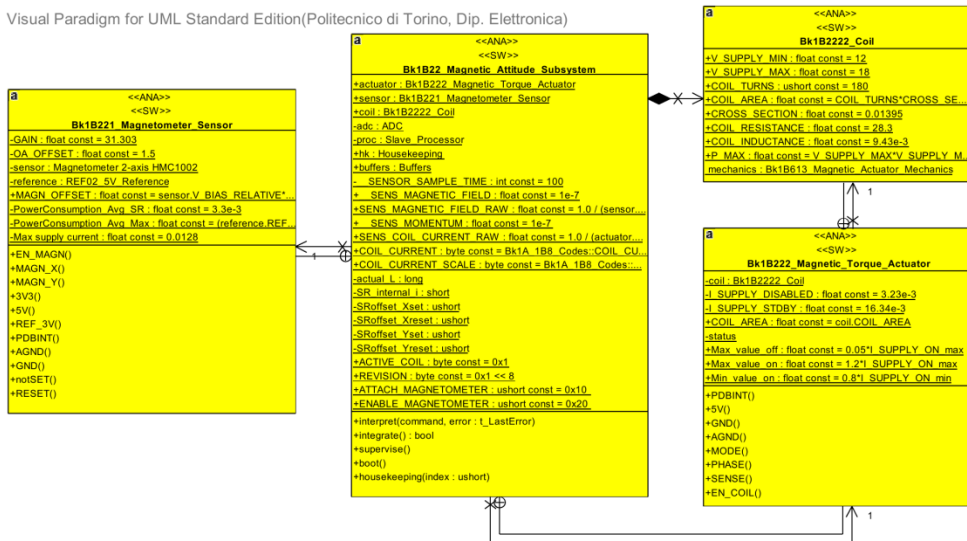 Visual Paradigm for UML Standard Edition(Politecnico di Torino, Dip. Elettronica)
a
<<ANA>>
<<SW>>
Bk1B221_Magnetometer_Sensor
-GAIN : float const = 31.303
-OA_OFFSET : float const = 1.5
-sensor : Magnetometer 2-axis HMC1002
-reference : REF02_5V_Reference
+MAGN_OFFSET : float const = sensor.V_BIAS_RELATIVE*...
-PowerConsumption_Avg_SR : float const = 3.3e-3
-PowerConsumption_Avg_Max : float const = (reference.REF...
-Max supply current : float const = 0.0128
+EN_MAGN()
+MAGN_X()
+MAGN_Y()
+3V3()
+5V()
+REF_3V()
+PDBINT()
+AGND()
+GND()
+notSET()
+RESET()
a
<<ANA>>
<<SW>>
Bk1B22_Magnetic_Attitude_Subsystem
+actuator : Bk1B222_Magnetic_Torque_Actuator
+sensor : Bk1B221_Magnetometer_Sensor
+coil : Bk1B2222_Coil
-adc : ADC
-proc : Slave_Processor
+hk : Housekeeping
+buffers : Buffers
-__SENSOR_SAMPLE_TIME : int const = 100
+__SENS_MAGNETIC_FIELD : float const = 1e-7
+SENS_MAGNETIC_FIELD_RAW : float const = 1.0 / (sensor....
+__SENS_MOMENTUM : float const = 1e-7
+SENS_COIL_CURRENT_RAW : float const = 1.0 / (actuator....
+COIL_CURRENT : byte const = Bk1A_1B8_Codes::COIL_CU...
+COIL_CURRENT_SCALE : byte const = Bk1A_1B8_Codes::...
-actual_L : long
-SR_internal_i : short
-SRoffset_Xset : ushort
-SRoffset_Xreset : ushort
-SRoffset_Yset : ushort
-SRoffset_Yreset : ushort
+ACTIVE_COIL : byte const = 0x1
+REVISION : byte const = 0x1 << 8
+ATTACH_MAGNETOMETER : ushort const = 0x10
+ENABLE_MAGNETOMETER : ushort const = 0x20
+interpret(command, error : t_LastError)
+integrate() : bool
+supervise()
+boot()
+housekeeping(index : ushort)
a
<<ANA>>
<<SW>>
Bk1B2222_Coil
+V_SUPPLY_MIN : float const = 12
+V_SUPPLY_MAX : float const = 18
+COIL_TURNS : ushort const = 180
+COIL_AREA : float const = COIL_TURNS*CROSS_SE...
+CROSS_SECTION : float const = 0.01395
+COIL_RESISTANCE : float const = 28.3
+COIL_INDUCTANCE : float const = 9.43e-3
+P_MAX : float const = V_SUPPLY_MAX*V_SUPPLY_M...
mechanics : Bk1B613_Magnetic_Actuator_Mechanics
1
1
a
<<ANA>>
<<SW>>
Bk1B222_Magnetic_Torque_Actuator
-coil : Bk1B2222_Coil
-I_SUPPLY_DISABLED : float const = 3.23e-3
-I_SUPPLY_STDBY : float const = 16.34e-3
+COIL_AREA : float const = coil.COIL_AREA
-status
+Max_value_off : float const = 0.05*I_SUPPLY_ON_max
+Max_value_on : float const = 1.2*I_SUPPLY_ON_max
+Min_value_on : float const = 0.8*I_SUPPLY_ON_min
+PDBINT()
+5V()
+GND()
+AGND()
+MODE()
+PHASE()
+SENSE()
+EN_COIL()
1